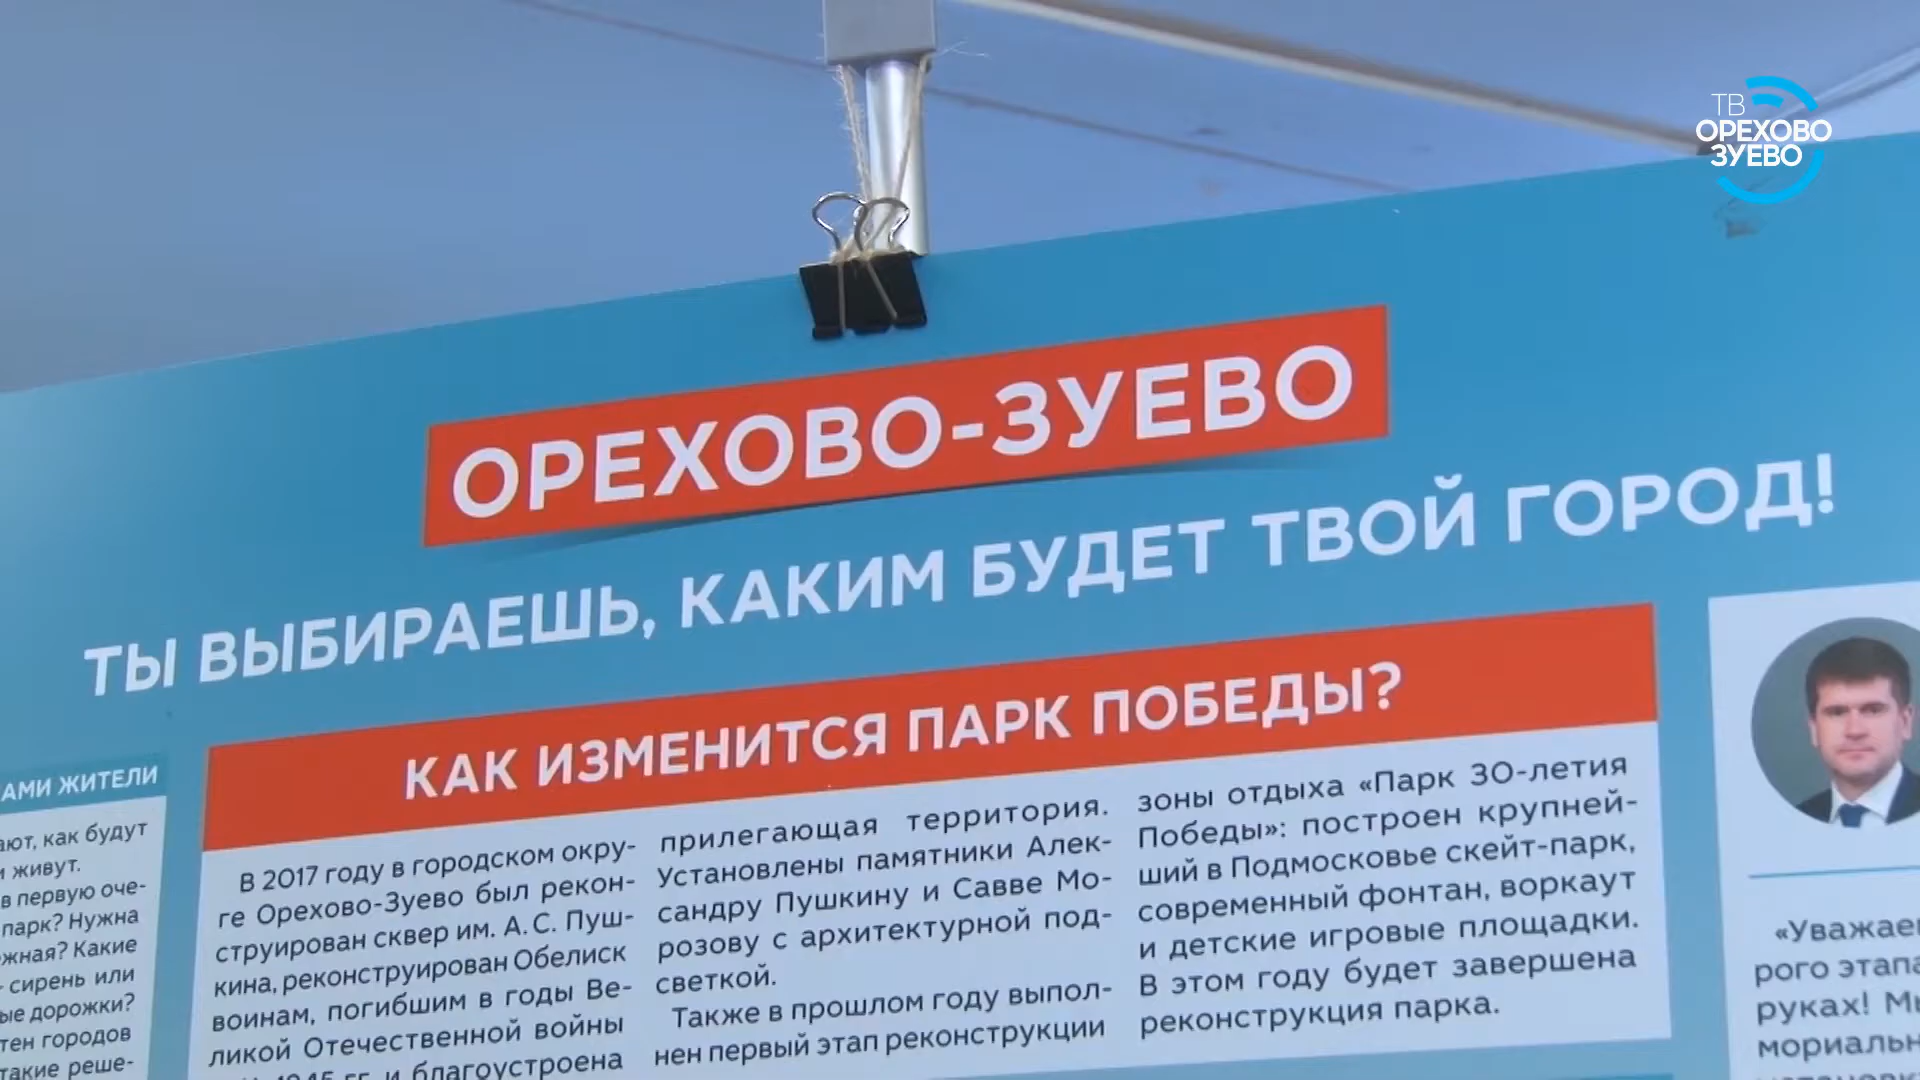 ТВ
ОРЕХОВО
ЗУЕВО
ОРЕХОВО-ЗУЕВО
ТЫ ВЫБИРАЕШЬ, КАКИМ БУДЕТ ТВОЙ ГОРОД!
АМИ ЖИТЕЛИ
ают, как будут
и живут.
в первую оче-
парк? Нужна
жная? Какие
- сирень или
ые дорожки?
тен городов
такие реше-
КАК ИЗМЕНИТСЯ ПАРК ПОБЕДЫ?
В 2017 году в городском окру-
ге Орехово-Зуево был рекон-
струирован сквер им. А.С. Пуш-
кина, реконструирован Обелиск
воинам, погибшим в годы Ве-
ликой Отечественной войны
1945 гг. и благоустроена
прилегающая территория.
Установлены памятники Алек-
сандру Пушкину и Савве Мо-
розову с архитектурной под-
светкой.
Также в прошлом году выпол-
нен первый этап реконструкции
зоны отдыха «Парк 30-летия
Победы»: построен крупней-
ший в Подмосковье скейт-парк,
современный фонтан, воркаут
и детские игровые площадки.
В этом году будет завершена
реконструкция парка.
«Уважае
рого этапа
руках! Мы
мориальн